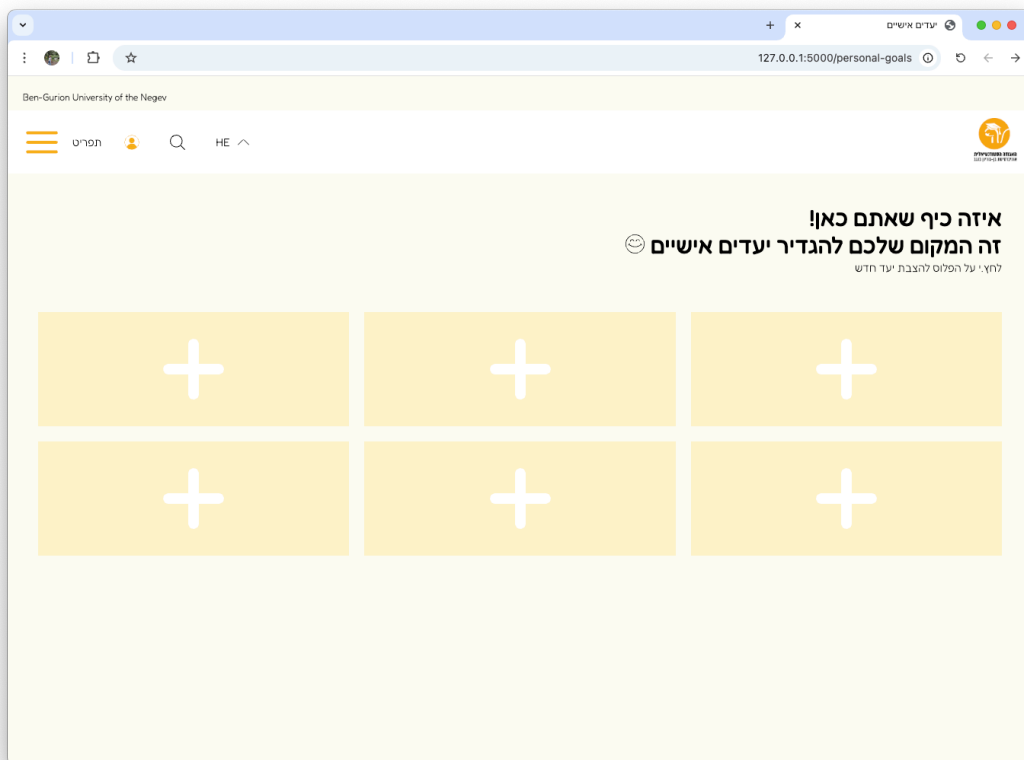 יעדים אישיים
127.0.0.1:5000/personal-goals
Ben-Gurion University of the Negev
תפריט
HE
איזה כיף שאתם כאן!
זה המקום שלכם להגדיר יעדים אישיים 😊
לחץ.י על הפלוס להצבת יעד חדש